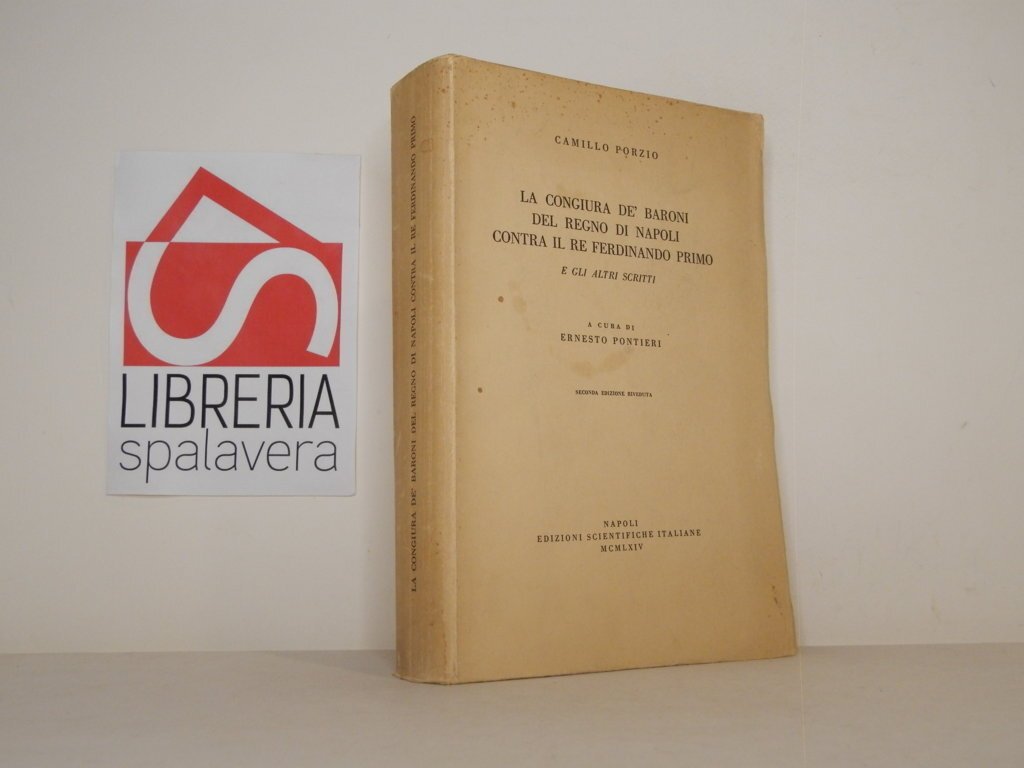 LIBRERIA
spalavera
LA CONGIURA DE' BARONI DEL REGNO DI NAPOLI CONTRA IL RE FERDINANDO PRIMO
CAMILLO PORZIO
LA CONGIURA DE' BARONI
DEL REGNO DI NAPOLI
CONTRA IL RE FERDINANDO PRIMO
E GLI ALTRI SCRITTI
A CURA DI
ERNESTO PONTIERI
SECONDA EDIZIONE RIVEDUTA
NAPOLI
EDIZIONI SCIENTIFICHE ITALIANE
MCMLXIV